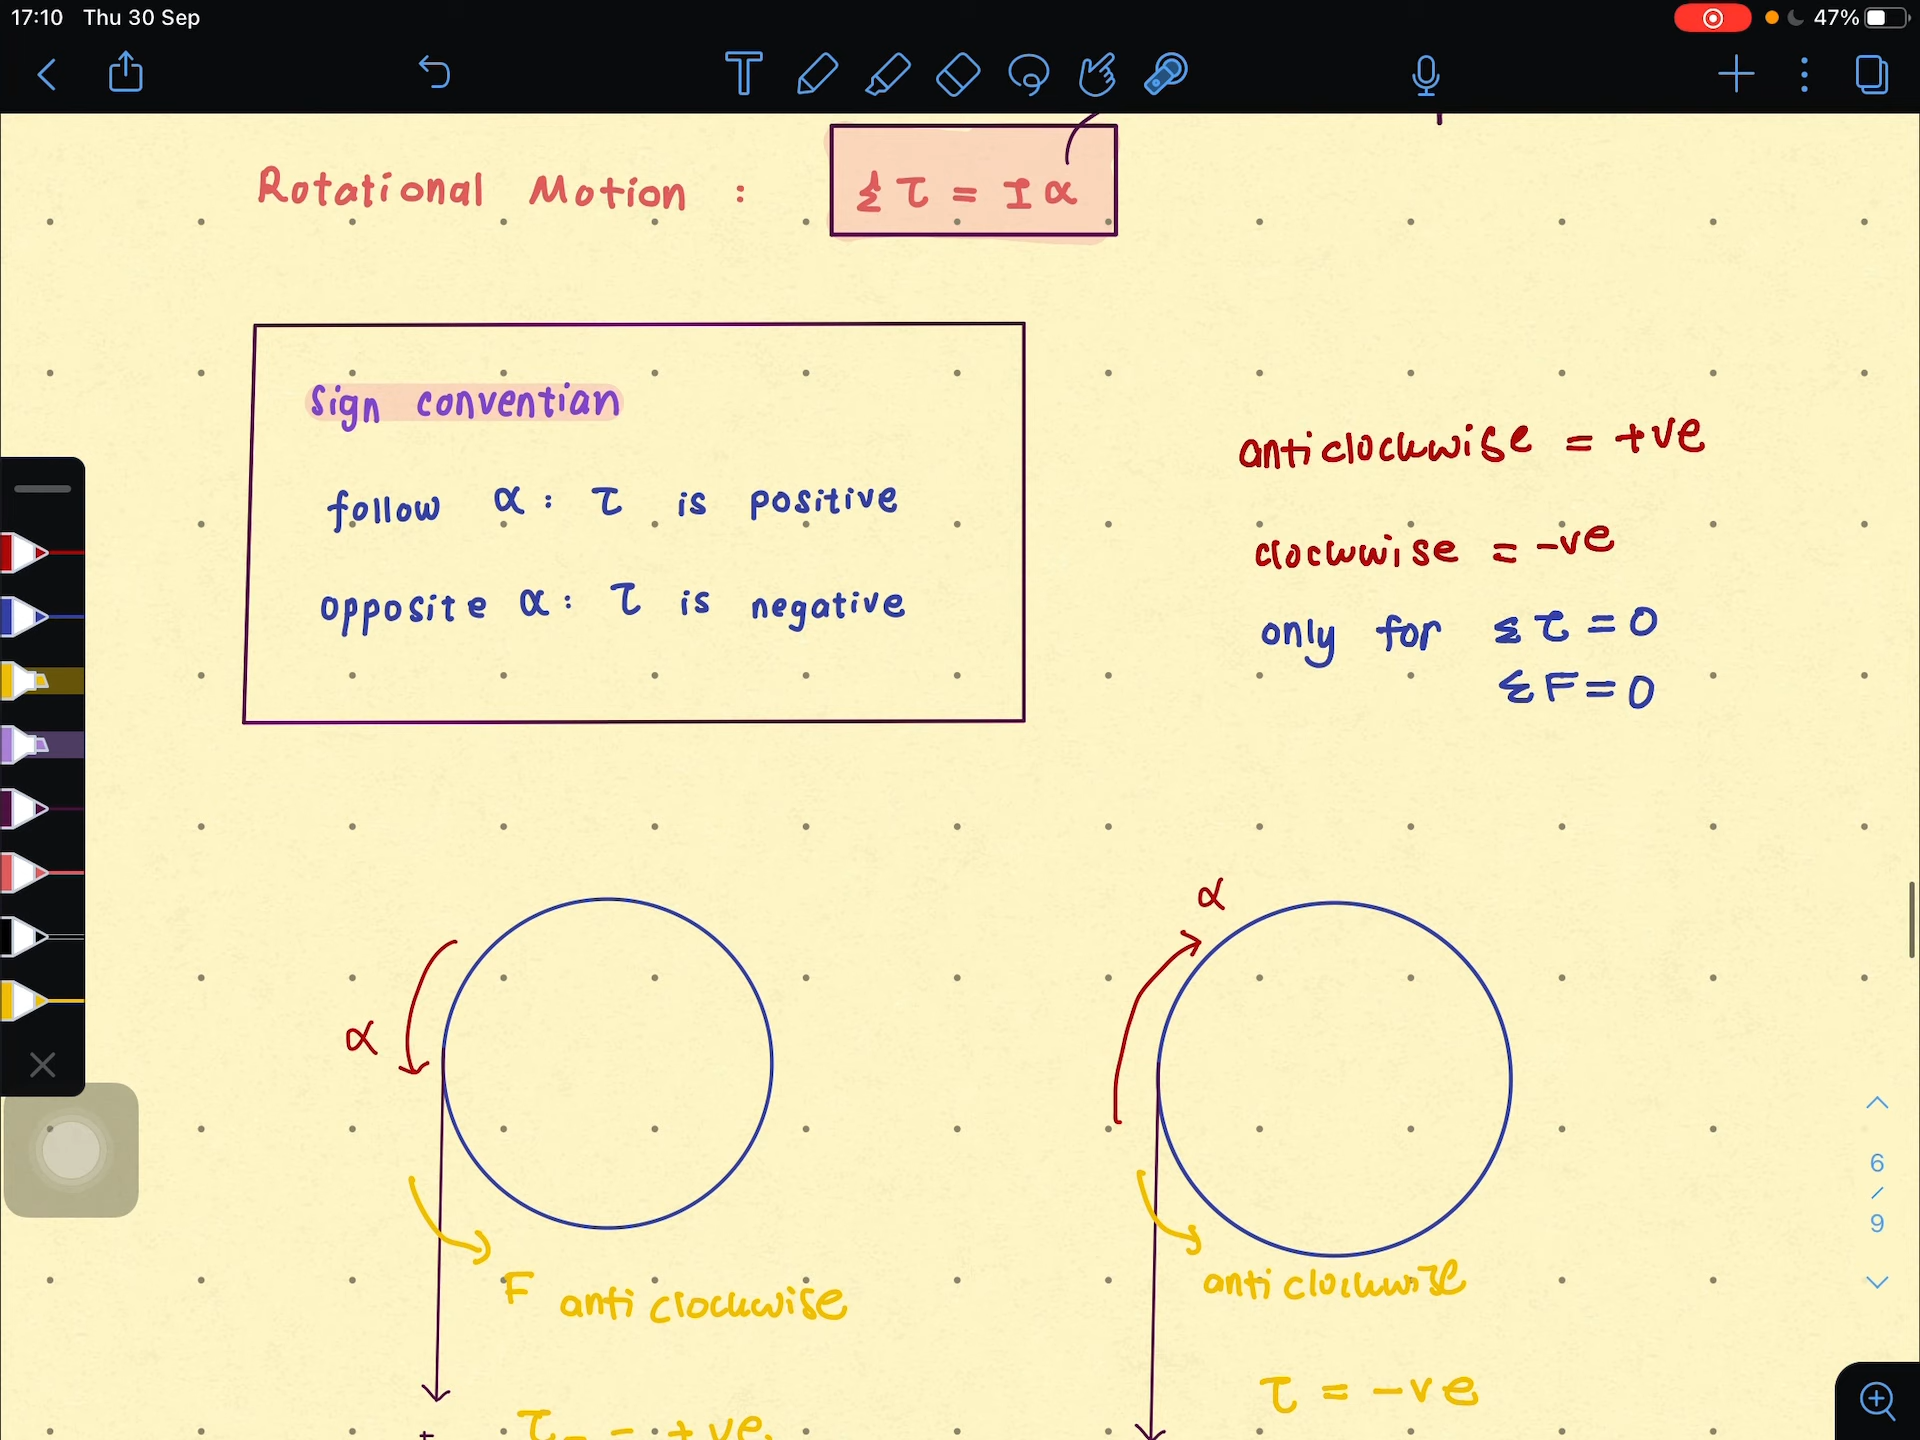 17:10 Thu 30 Sep
47%
Rotational Motion : Στ = Iα
sign conventian
follow α : τ is positive
opposite α : τ is negative
anticlockwise = +ve
clockwise = -ve
only for Στ = 0
ΣF = 0
α
α
F anticlockwise
anticlockwise
τ = -ve
6
/
9